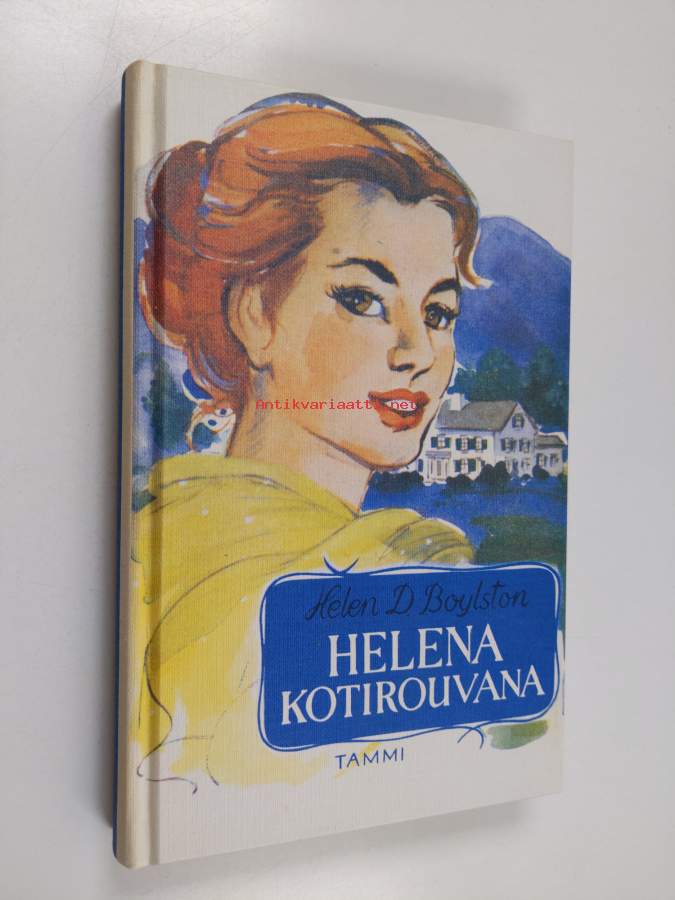 Antikvariaatti.net
Helen D. Boylston
HELENA
KOTIROUVANA
TAMMI